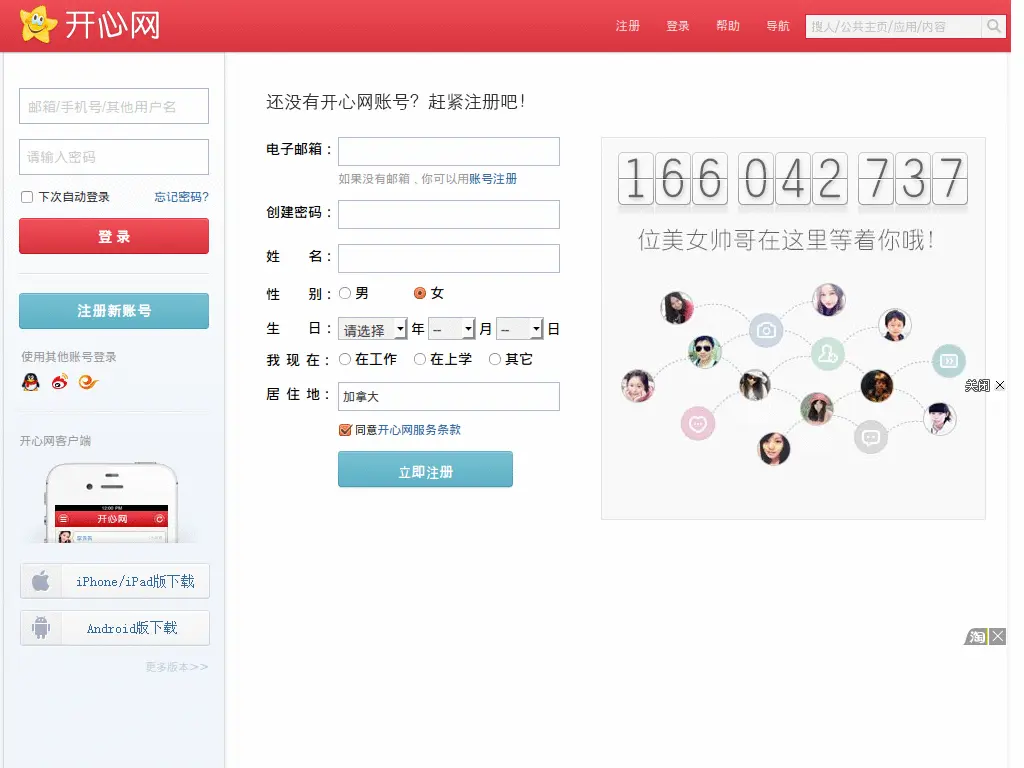 开心网
注册 登录 帮助 导航 搜人/公共主页/应用/内容
邮箱/手机号/其他用户名
请输入密码
下次自动登录 忘记密码?
登 录
注册新账号
使用其他账号登录
开心网客户端
12:00 PM
开心网
iPhone/iPad版下载
Android版下载
更多版本>>
还没有开心网账号？赶紧注册吧！
电子邮箱：
如果没有邮箱，你可以用账号注册
创建密码：
姓 名：
性 别： 男 女
生 日： 请选择 年 -- 月 -- 日
我 现 在： 在工作 在上学 其它
居 住 地： 加拿大
同意开心网服务条款
立即注册
166 042 737
位美女帅哥在这里等着你哦！
关闭
淘